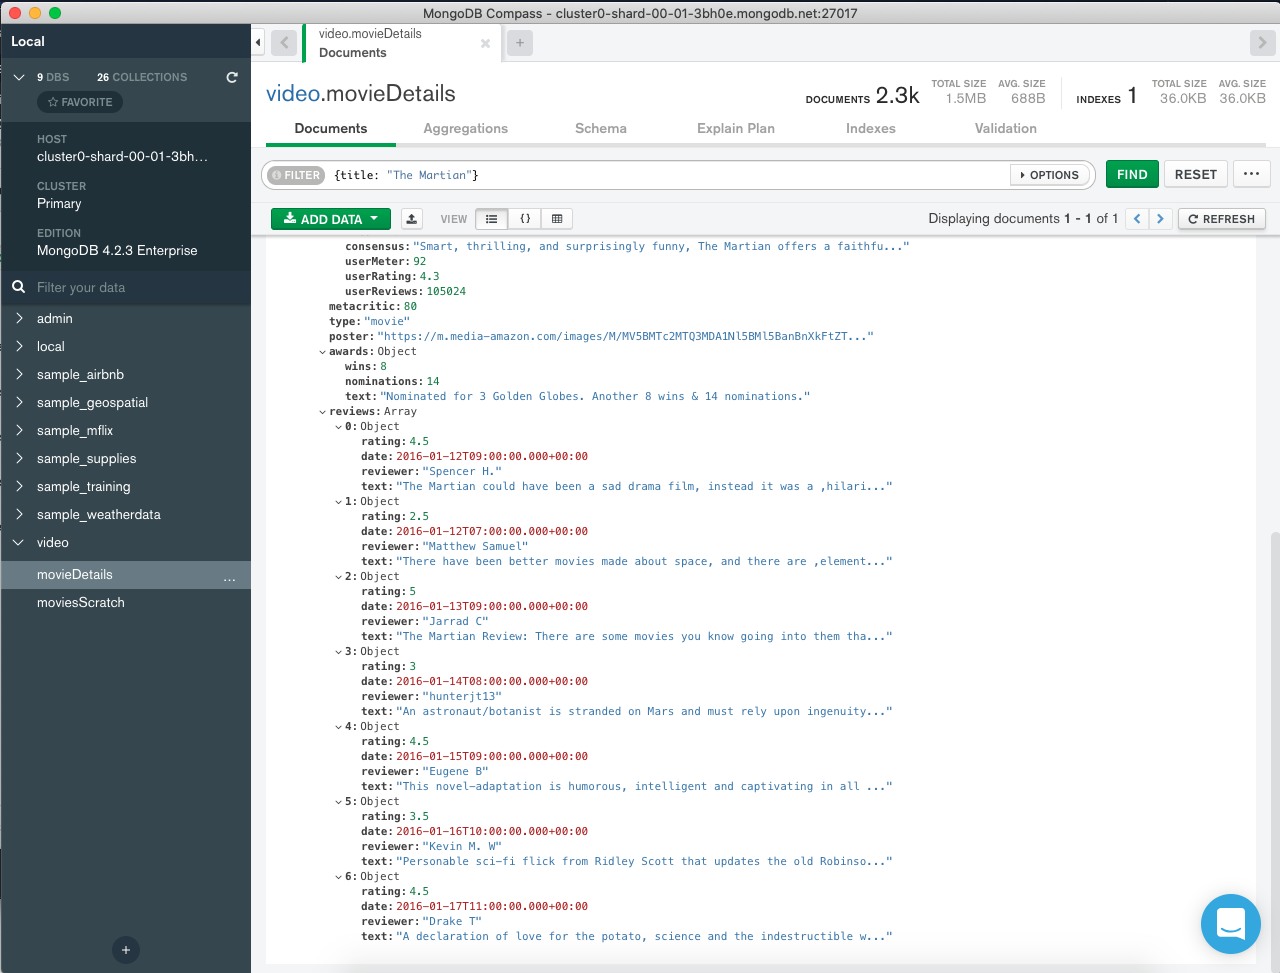 MongoDB Compass - cluster0-shard-00-01-3bh0e.mongodb.net:27017
Local
9 DBS 26 COLLECTIONS
FAVORITE
HOST
cluster0-shard-00-01-3bh...
CLUSTER
Primary
EDITION
MongoDB 4.2.3 Enterprise
Filter your data
admin
local
sample_airbnb
sample_geospatial
sample_mflix
sample_supplies
sample_training
sample_weatherdata
video
movieDetails ...
moviesScratch
+
video.movieDetails
Documents
+
video.movieDetails
DOCUMENTS 2.3k TOTAL SIZE 1.5MB AVG. SIZE 688B INDEXES 1 TOTAL SIZE 36.0KB AVG. SIZE 36.0KB
Documents Aggregations Schema Explain Plan Indexes Validation
FILTER {title: "The Martian"} OPTIONS FIND RESET ...
ADD DATA VIEW {} Displaying documents 1 - 1 of 1 < > REFRESH
consensus: "Smart, thrilling, and surprisingly funny, The Martian offers a faithfu..."
userMeter: 92
userRating: 4.3
userReviews: 105024
metacritic: 80
type: "movie"
poster: "https://m.media-amazon.com/images/M/MV5BMTc2MTQ3MDA1Nl5BMl5BanBnXkFtZT..."
awards: Object
wins: 8
nominations: 14
text: "Nominated for 3 Golden Globes. Another 8 wins & 14 nominations."
reviews: Array
0: Object
rating: 4.5
date: 2016-01-12T09:00:00.000+00:00
reviewer: "Spencer H."
text: "The Martian could have been a sad drama film, instead it was a ,hilari..."
1: Object
rating: 2.5
date: 2016-01-12T07:00:00.000+00:00
reviewer: "Matthew Samuel"
text: "There have been better movies made about space, and there are ,element..."
2: Object
rating: 5
date: 2016-01-13T09:00:00.000+00:00
reviewer: "Jarrad C"
text: "The Martian Review: There are some movies you know going into them tha..."
3: Object
rating: 3
date: 2016-01-14T08:00:00.000+00:00
reviewer: "hunterjt13"
text: "An astronaut/botanist is stranded on Mars and must rely upon ingenuity..."
4: Object
rating: 4.5
date: 2016-01-15T09:00:00.000+00:00
reviewer: "Eugene B"
text: "This novel-adaptation is humorous, intelligent and captivating in all ..."
5: Object
rating: 3.5
date: 2016-01-16T10:00:00.000+00:00
reviewer: "Kevin M. W"
text: "Personable sci-fi flick from Ridley Scott that updates the old Robinso..."
6: Object
rating: 4.5
date: 2016-01-17T11:00:00.000+00:00
reviewer: "Drake T"
text: "A declaration of love for the potato, science and the indestructible w..."